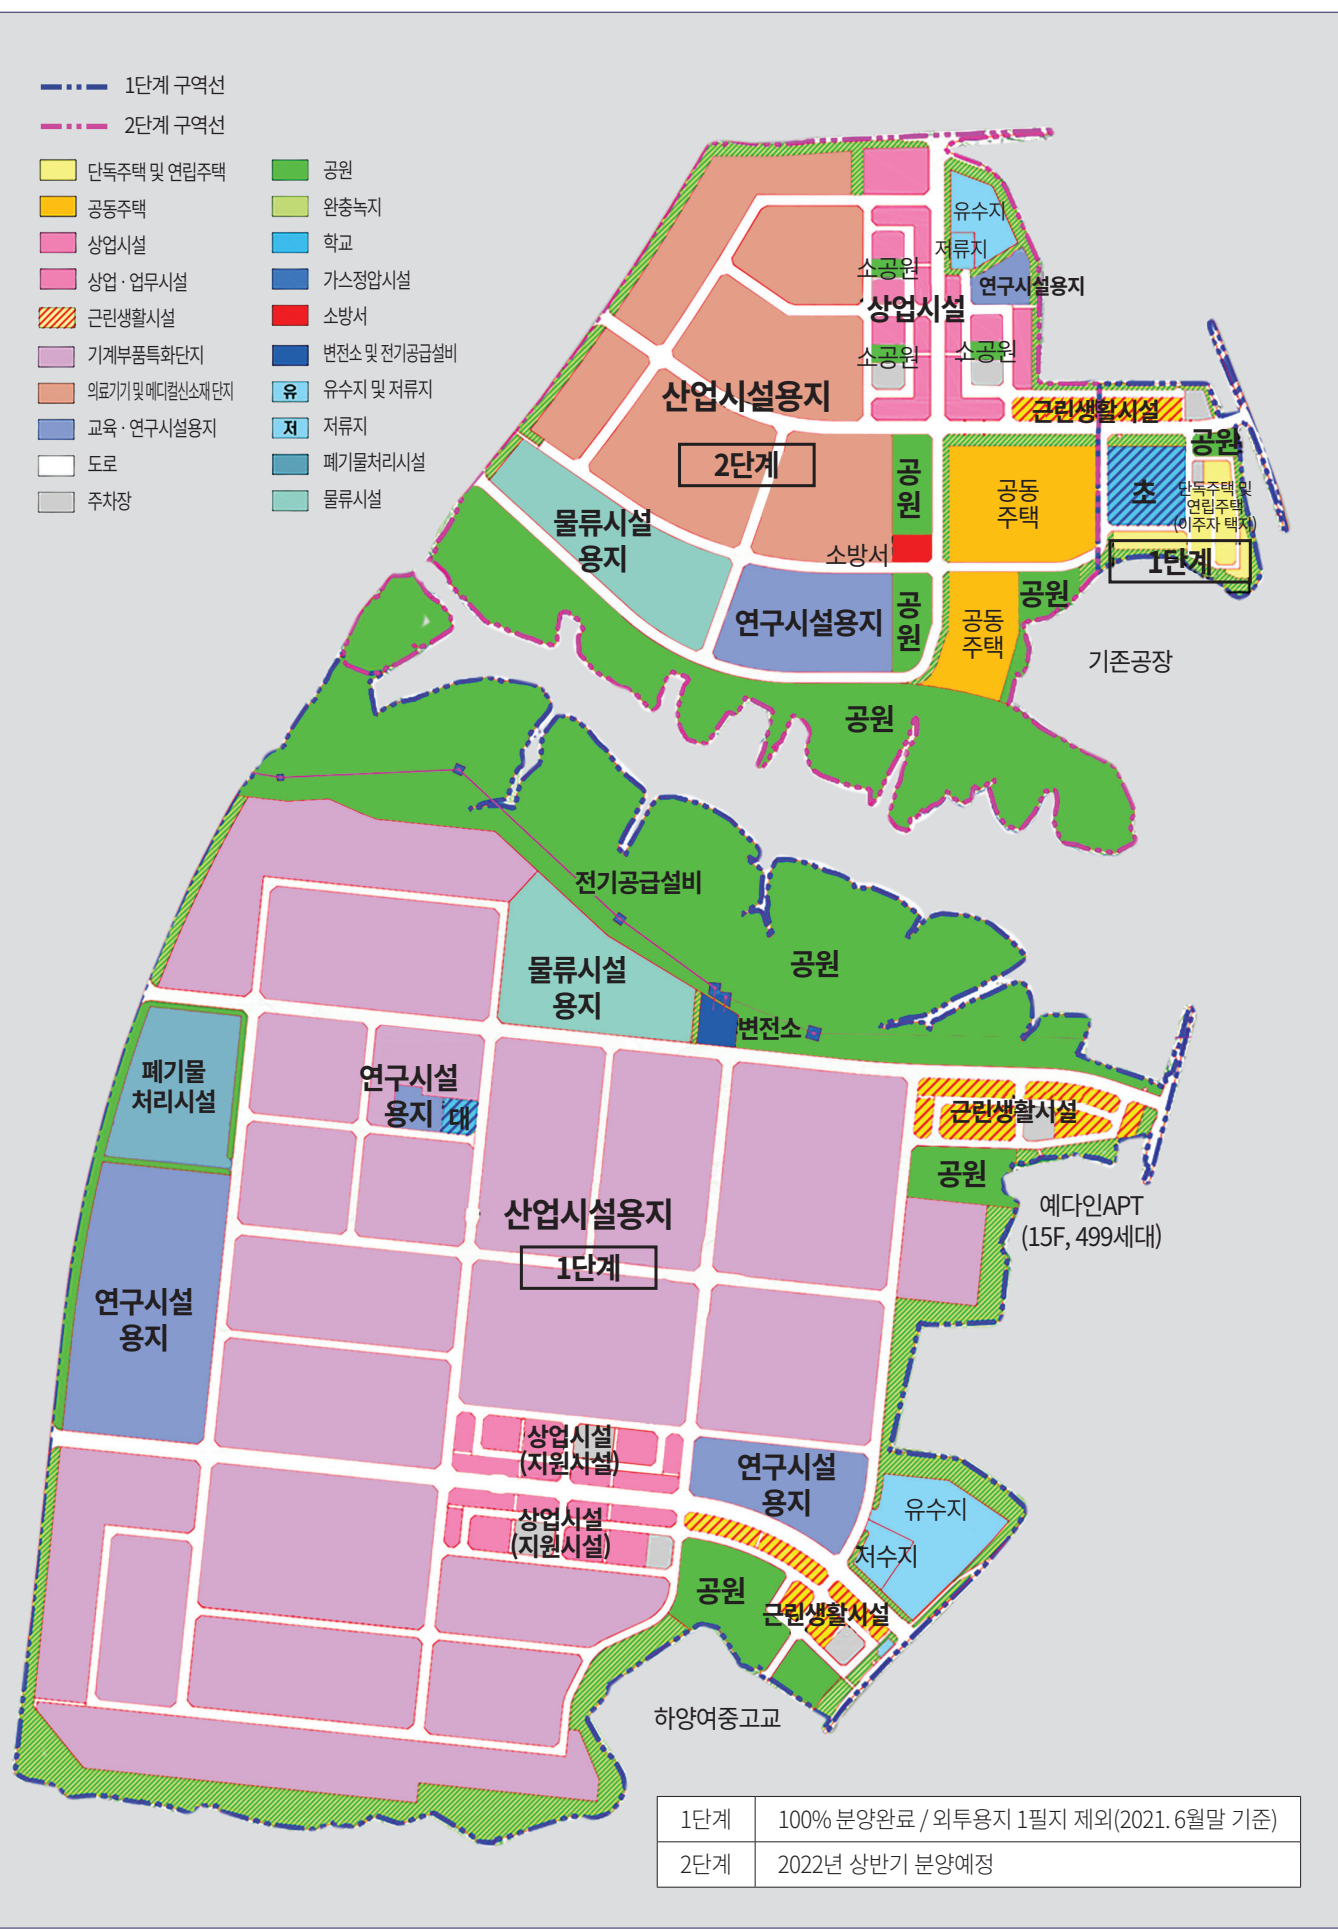 1단계 구역선
2단계 구역선
단독주택 및 연립주택
공동주택
상업시설
상업 · 업무시설
근린생활시설
기계부품특화단지
의료기기 및 메디컬신소재 단지
교육 · 연구시설용지
도로
주차장
공원
완충녹지
학교
가스정압시설
소방서
변전소 및 전기공급설비
유
유수지 및 저류지
저
저류지
폐기물처리시설
물류시설
유수지
저류지
소공원
연구시설용지
상업시설
소공원
소공원
산업시설용지
근린생활시설
2단계
공원
공원
공동
주택
초
단독주택 및
연립주택
(이주자 택지)
물류시설
용지
소방서
1단계
연구시설용지
공원
공동
주택
공원
기존공장
공원
전기공급설비
공원
물류시설
용지
변전소
폐기물
처리시설
연구시설
용지
대
근린생활시설
공원
예다인APT
(15F, 499세대)
산업시설용지
1단계
연구시설
용지
상업시설
(지원시설)
연구시설
용지
유수지
상업시설
(지원시설)
저수지
공원
근린생활시설
하양여중고교
1단계 100% 분양완료 / 외투용지 1필지 제외(2021. 6월말 기준)
2단계 2022년 상반기 분양예정